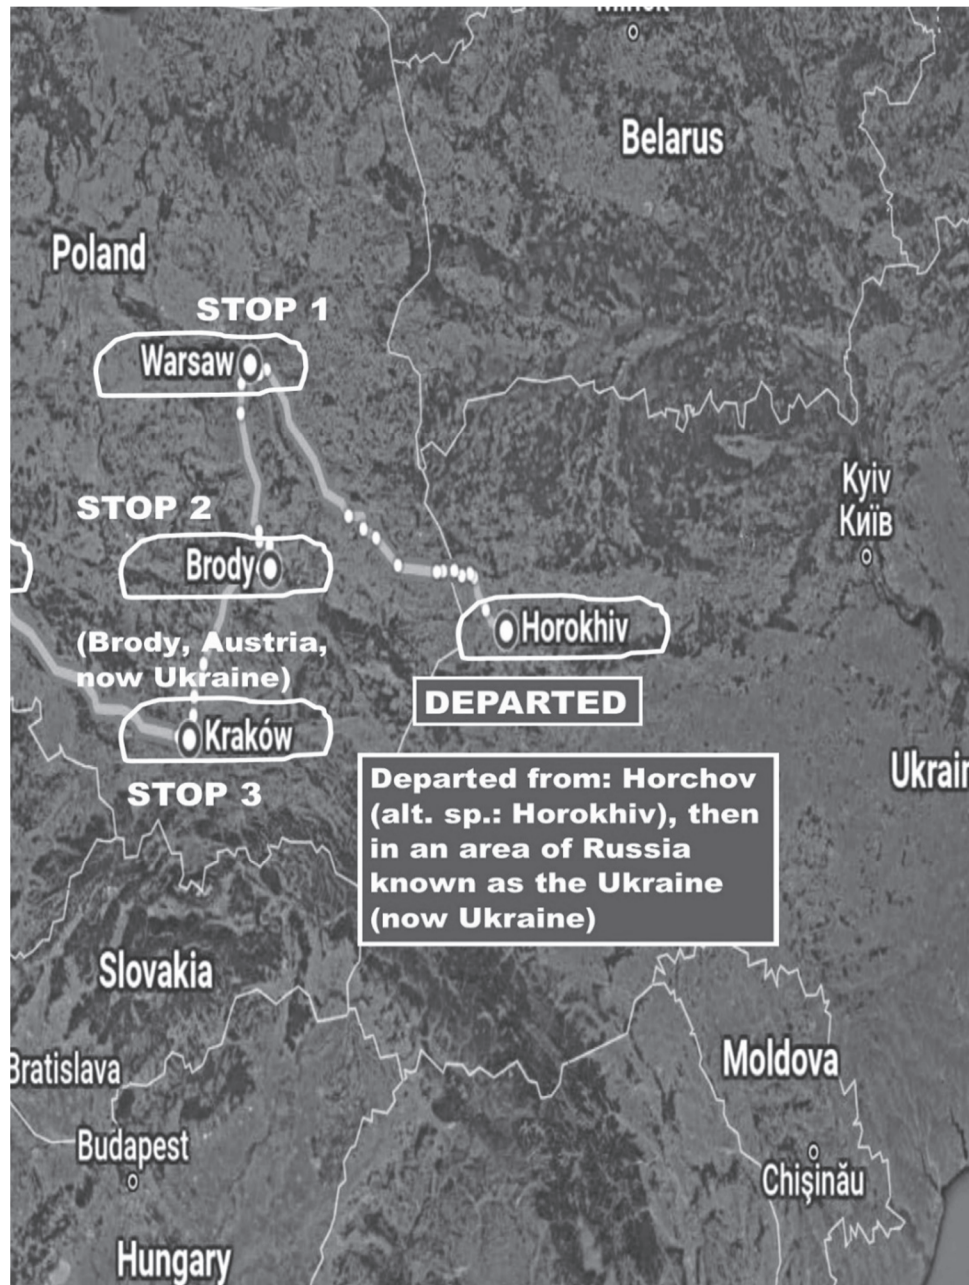 Minsk
Belarus
Poland
STOP 1
Warsaw
Kyiv
Київ
STOP 2
Brody
Horokhiv
(Brody, Austria,
now Ukraine)
DEPARTED
Kraków
STOP 3
Departed from: Horchov
(alt. sp.: Horokhiv), then
in an area of Russia
known as the Ukraine
(now Ukraine)
Ukrain
Slovakia
Moldova
Bratislava
Budapest
Chișinău
Hungary